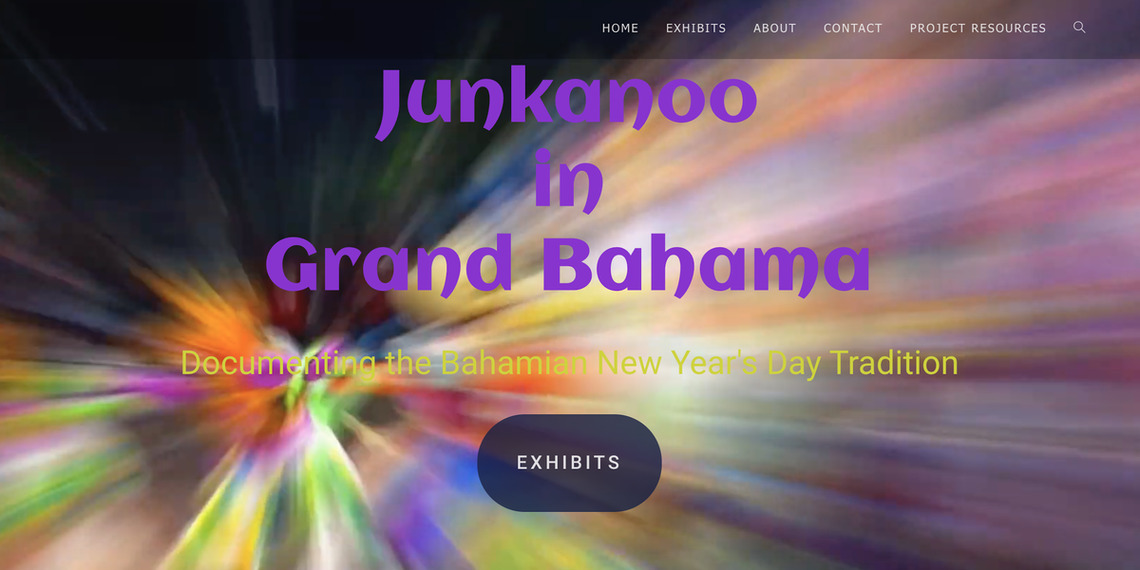 HOME EXHIBITS ABOUT CONTACT PROJECT RESOURCES
Junkanoo
in
Grand Bahama
Documenting the Bahamian New Year's Day Tradition
EXHIBITS